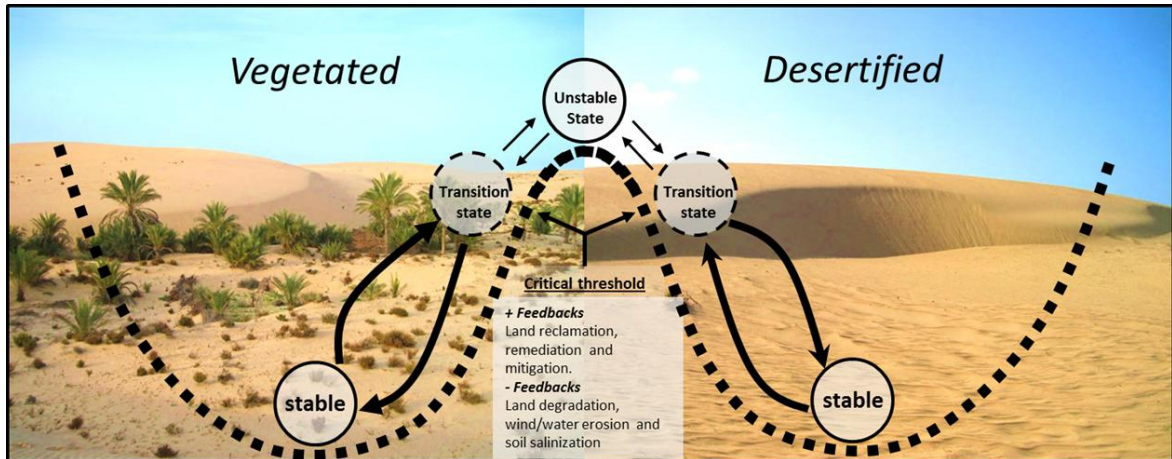 Vegetated
Desertified
Unstable
State
Transition
state
Transition
state
Critical threshold
+ Feedbacks
Land reclamation,
remediation and
mitigation.
- Feedbacks
Land degradation,
wind/water erosion and
soil salinization
stable
stable